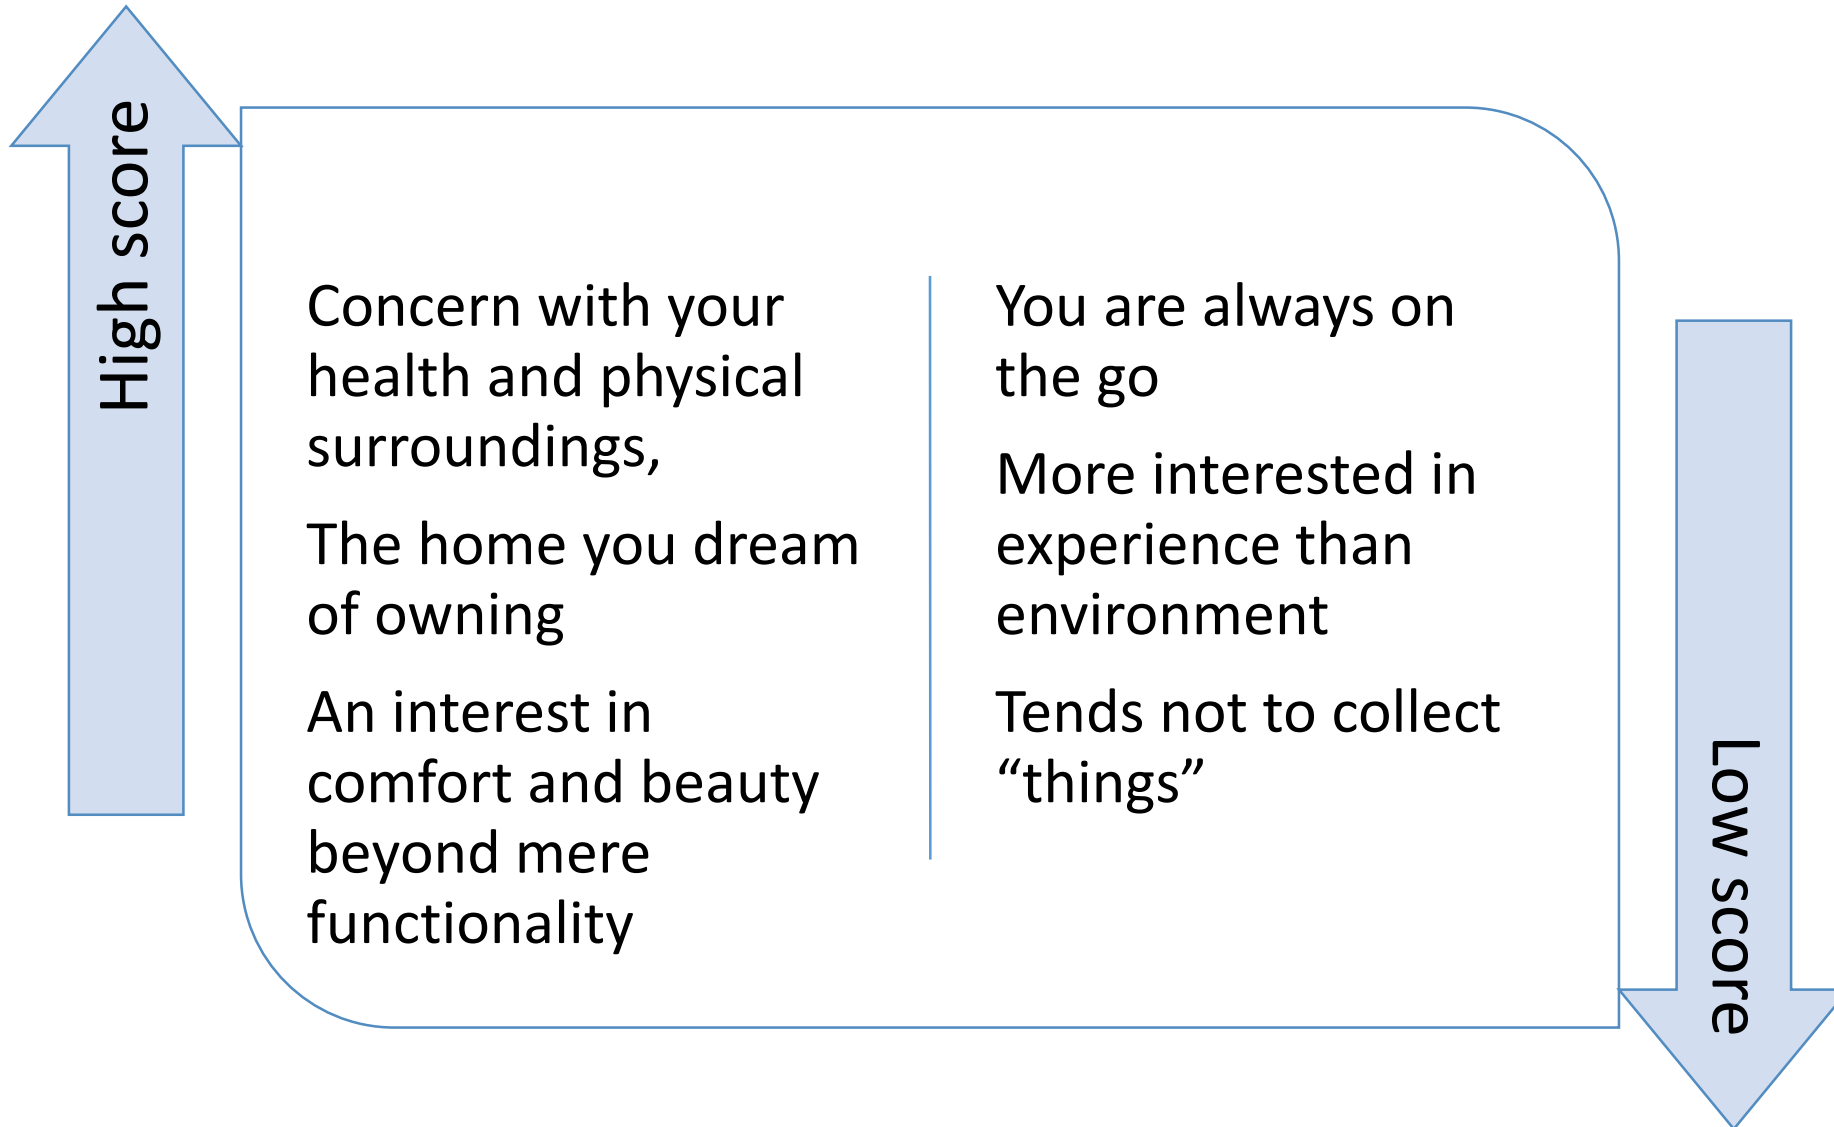 High score
Concern with your
health and physical
surroundings,
The home you dream
of owning
An interest in
comfort and beauty
beyond mere
functionality
You are always on
the go
More interested in
experience than
environment
Tends not to collect
“things”
Low score